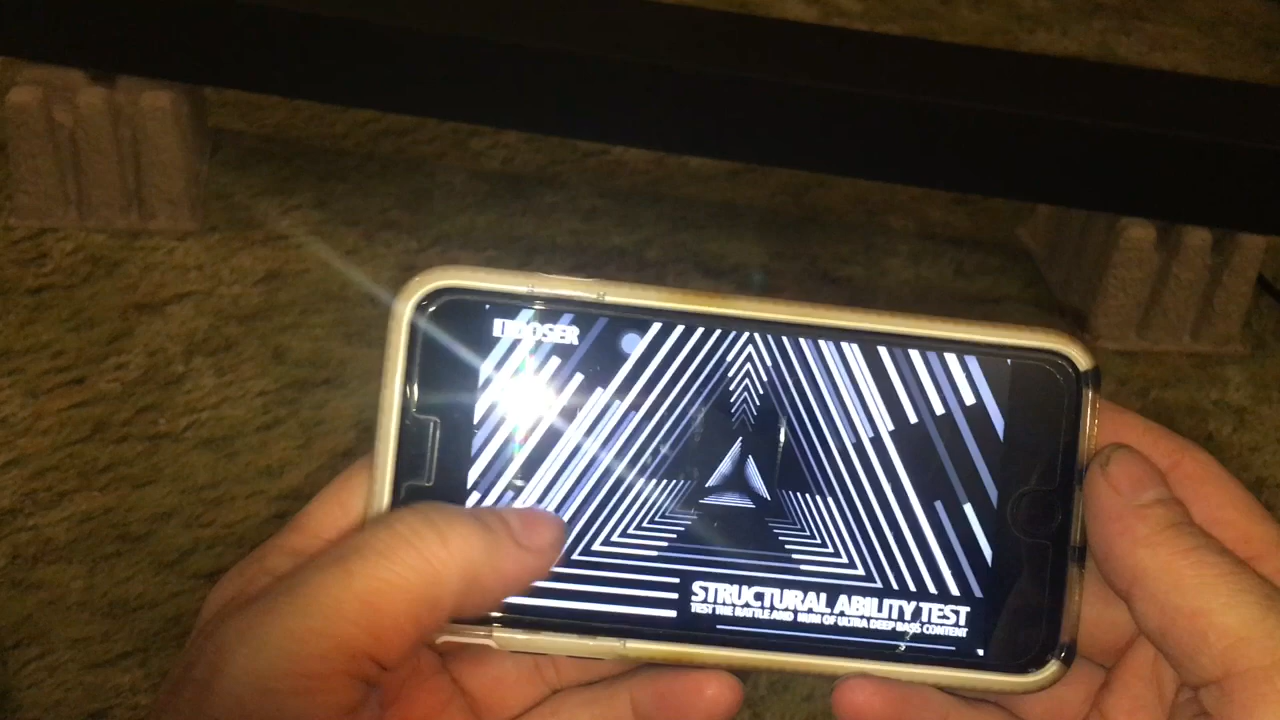 STRUCTURAL ABILITY TEST
TEST THE RATTLE AND HUM OF ULTRA DEEP BASS CONTENT